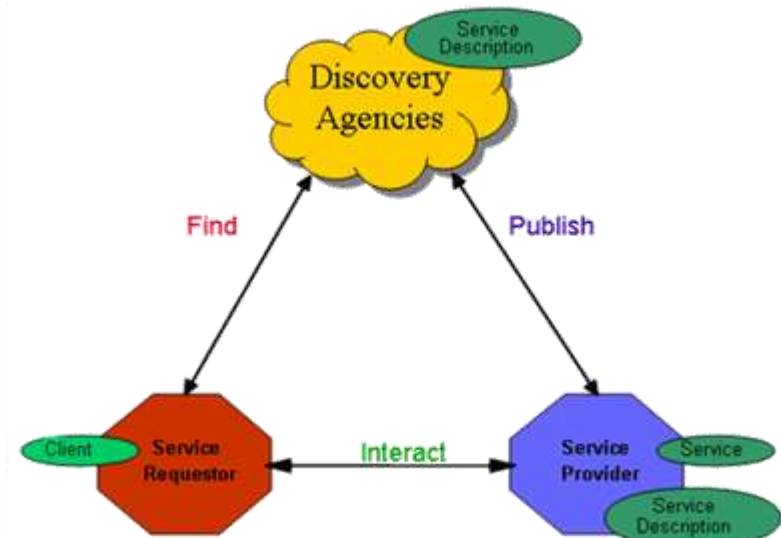 Service
Description
Discovery
Agencies
Find
Publish
Client
Service
Requestor
Interact
Service
Provider
Service
Service
Description